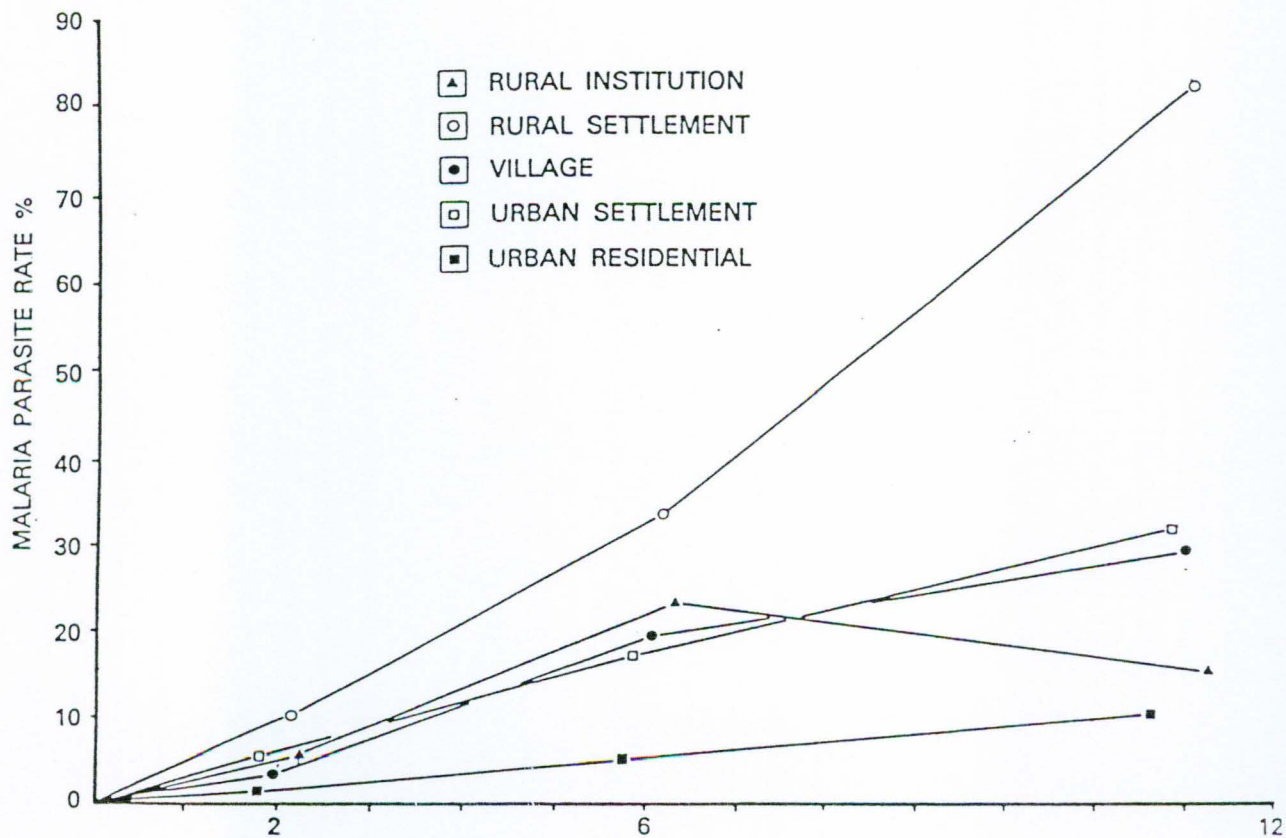 90
80
70
60
50
40
30
20
10
0
MALARIA PARASITE RATE %
RURAL INSTITUTION
RURAL SETTLEMENT
VILLAGE
URBAN SETTLEMENT
URBAN RESIDENTIAL
2
6
12